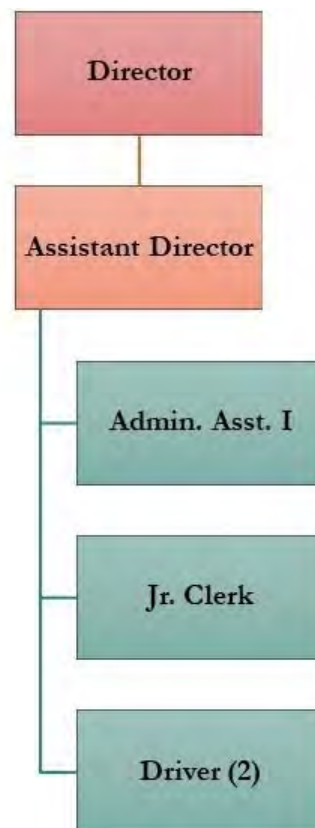 Director
Assistant Director
Admin. Asst. I
Jr. Clerk
Driver (2)